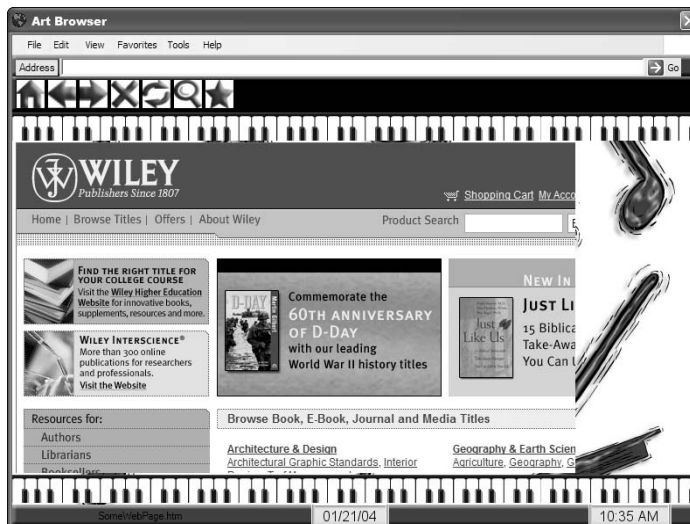 Art Browser
File Edit View Favorites Tools Help
Address Go
WILEY
Publishers Since 1807
Shopping Cart My Acco
Home | Browse Titles | Offers | About Wiley Product Search
FIND THE RIGHT TITLE FOR
YOUR COLLEGE COURSE
Visit the Wiley Higher Education
Website for innovative books,
supplements, resources and more.
WILEY INTERSCIENCE®
More than 300 online
publications for researchers
and professionals.
Visit the Website
D-DAY
Commemorate the
60TH ANNIVERSARY
OF D-DAY
with our leading
World War II history titles
NEW IN
Just
Like Us
JUST LI
15 Biblica
Take-Awa
You Can U
Resources for:
Authors
Librarians
Booksellers
Browse Book, E-Book, Journal and Media Titles
Architecture & Design
Architectural Graphic Standards, Interior
Geography & Earth Scien
Agriculture, Geography, G
SomeWebPage.htm 01/21/04 10:35 AM